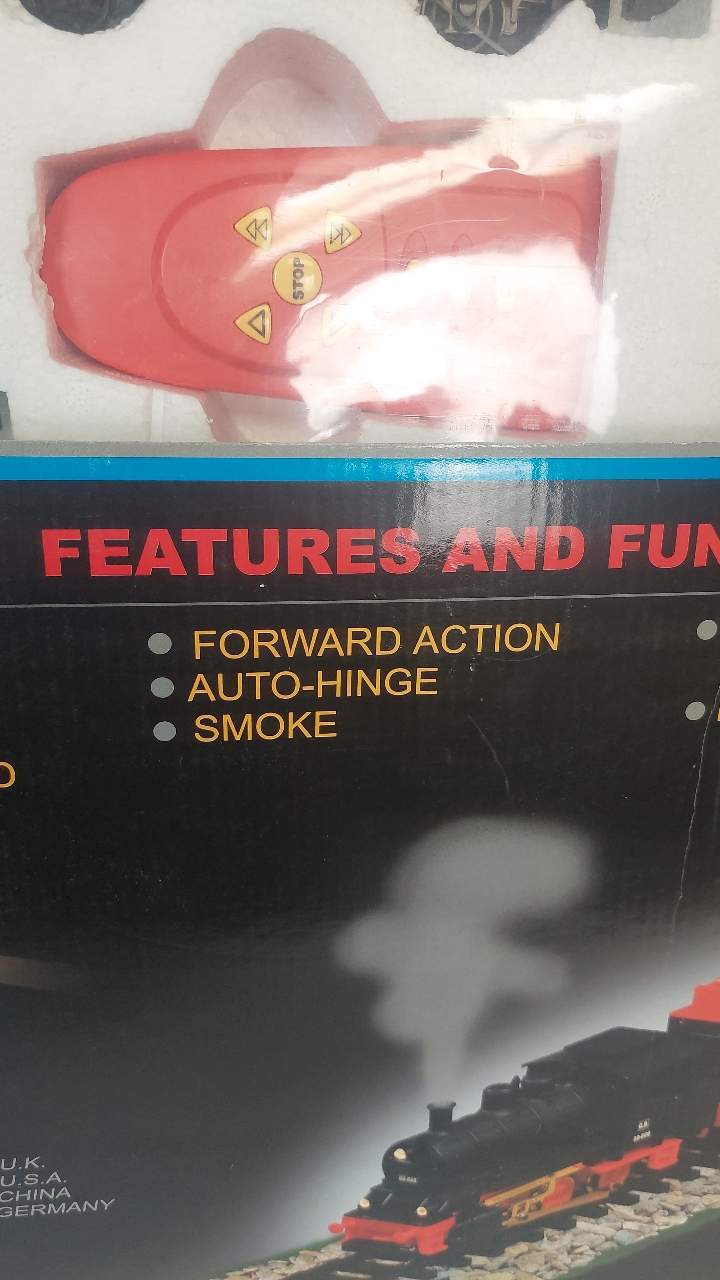 STOP
FEATURES AND FUN
FORWARD ACTION
AUTO-HINGE
SMOKE
D
U.K.
U.S.A.
CHINA
GERMANY